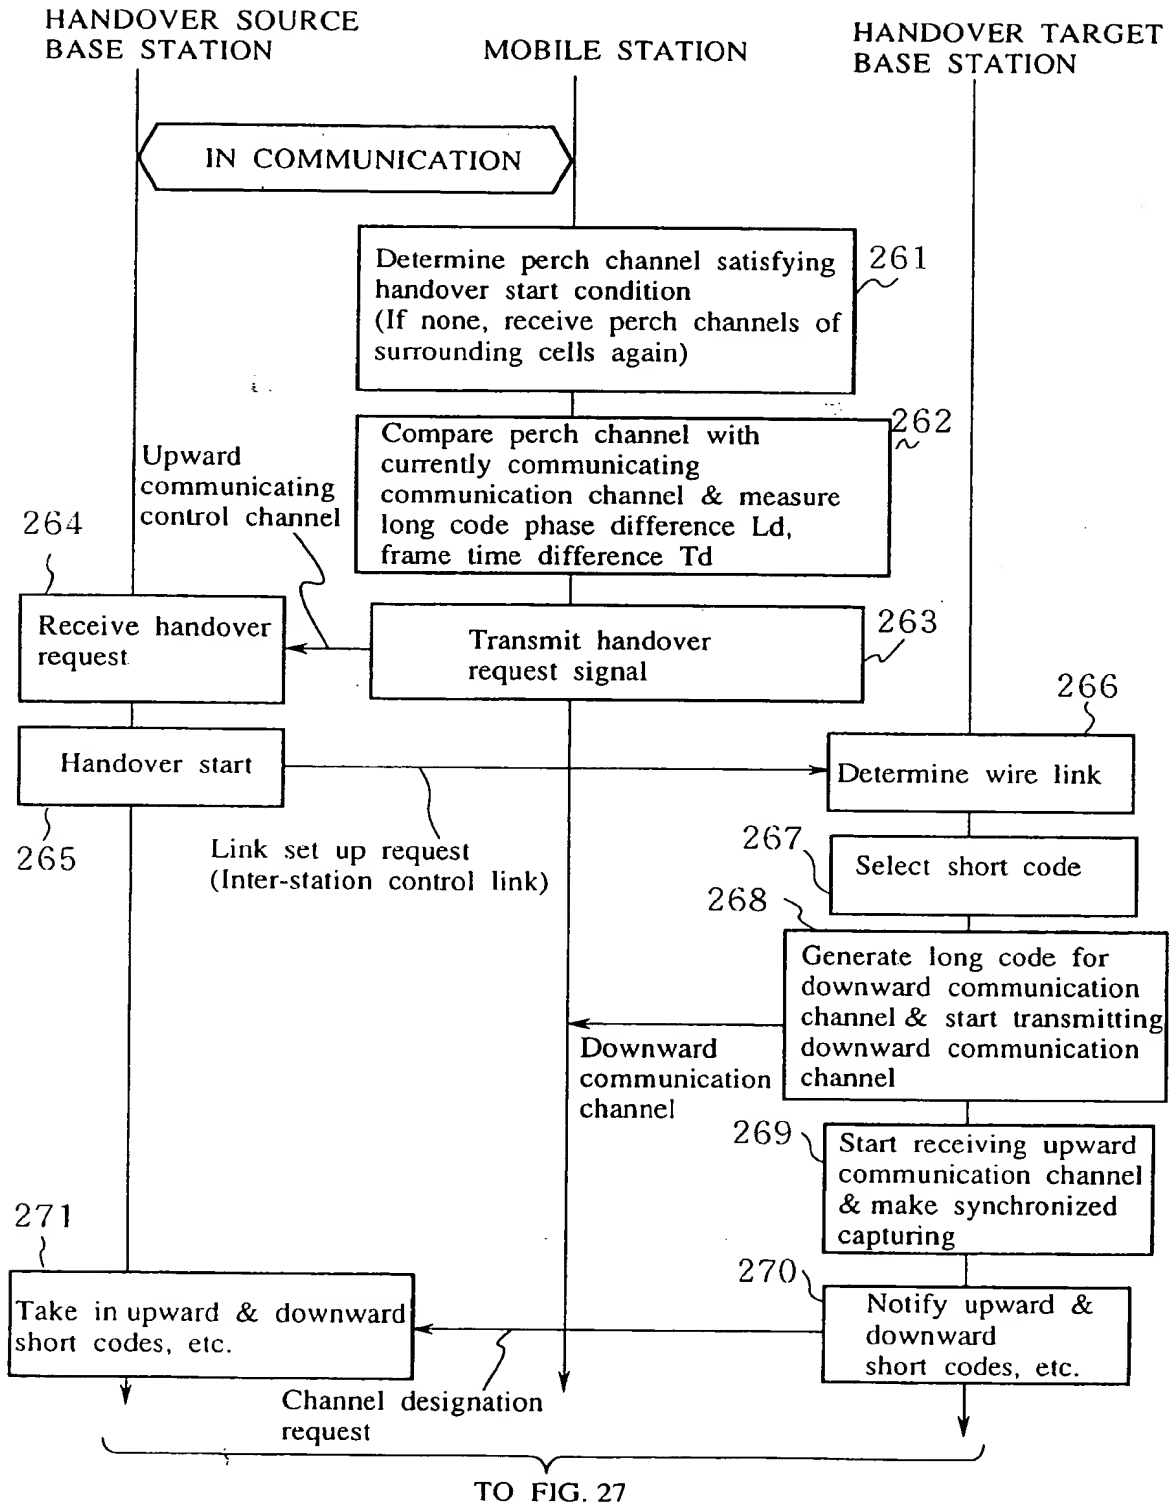 HANDOVER SOURCE
BASE STATION
MOBILE STATION
HANDOVER TARGET
BASE STATION
IN COMMUNICATION
261
Determine perch channel satisfying
handover start condition
(If none, receive perch channels of
surrounding cells again)
262
Compare perch channel with
currently communicating
communication channel & measure
long code phase difference Ld,
frame time difference Td
Upward
communicating
control channel
264
Receive handover
request
263
Transmit handover
request signal
266
Handover start
265
Determine wire link
Link set up request
(Inter-station control link)
267
Select short code
268
Generate long code for
downward communication
channel & start transmitting
downward communication
channel
Downward
communication
channel
269
Start receiving upward
communication channel
& make synchronized
capturing
271
Take in upward & downward
short codes, etc.
270
Notify upward &
downward
short codes, etc.
Channel designation
request
TO FIG. 27